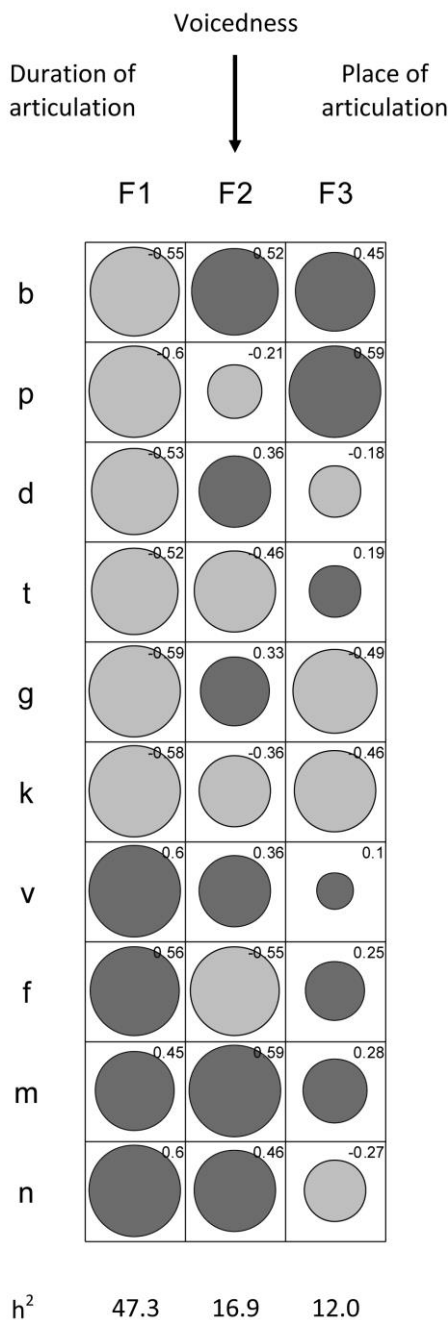 Voicedness
Duration of articulation
Place of articulation
F1 F2 F3
b -0.55 0.52 0.45
p -0.6 -0.21 0.59
d -0.53 0.36 -0.18
t -0.52 -0.46 0.19
g -0.59 0.33 -0.49
k -0.58 -0.36 -0.46
v 0.6 0.36 0.1
f 0.56 -0.55 0.25
m 0.45 0.59 0.28
n 0.6 0.46 -0.27
h² 47.3 16.9 12.0